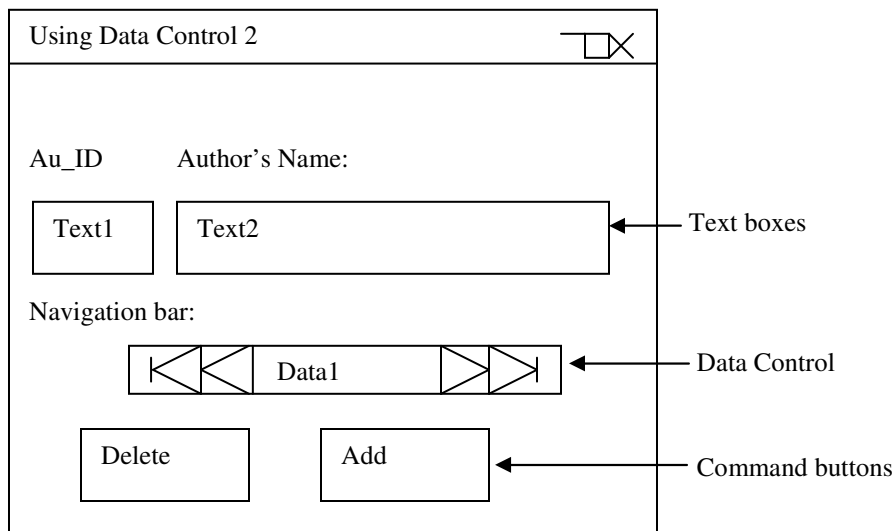 Using Data Control 2
Au_ID Author’s Name:
Text1 Text2 Text boxes
Navigation bar:
Data1 Data Control
Delete Add Command buttons